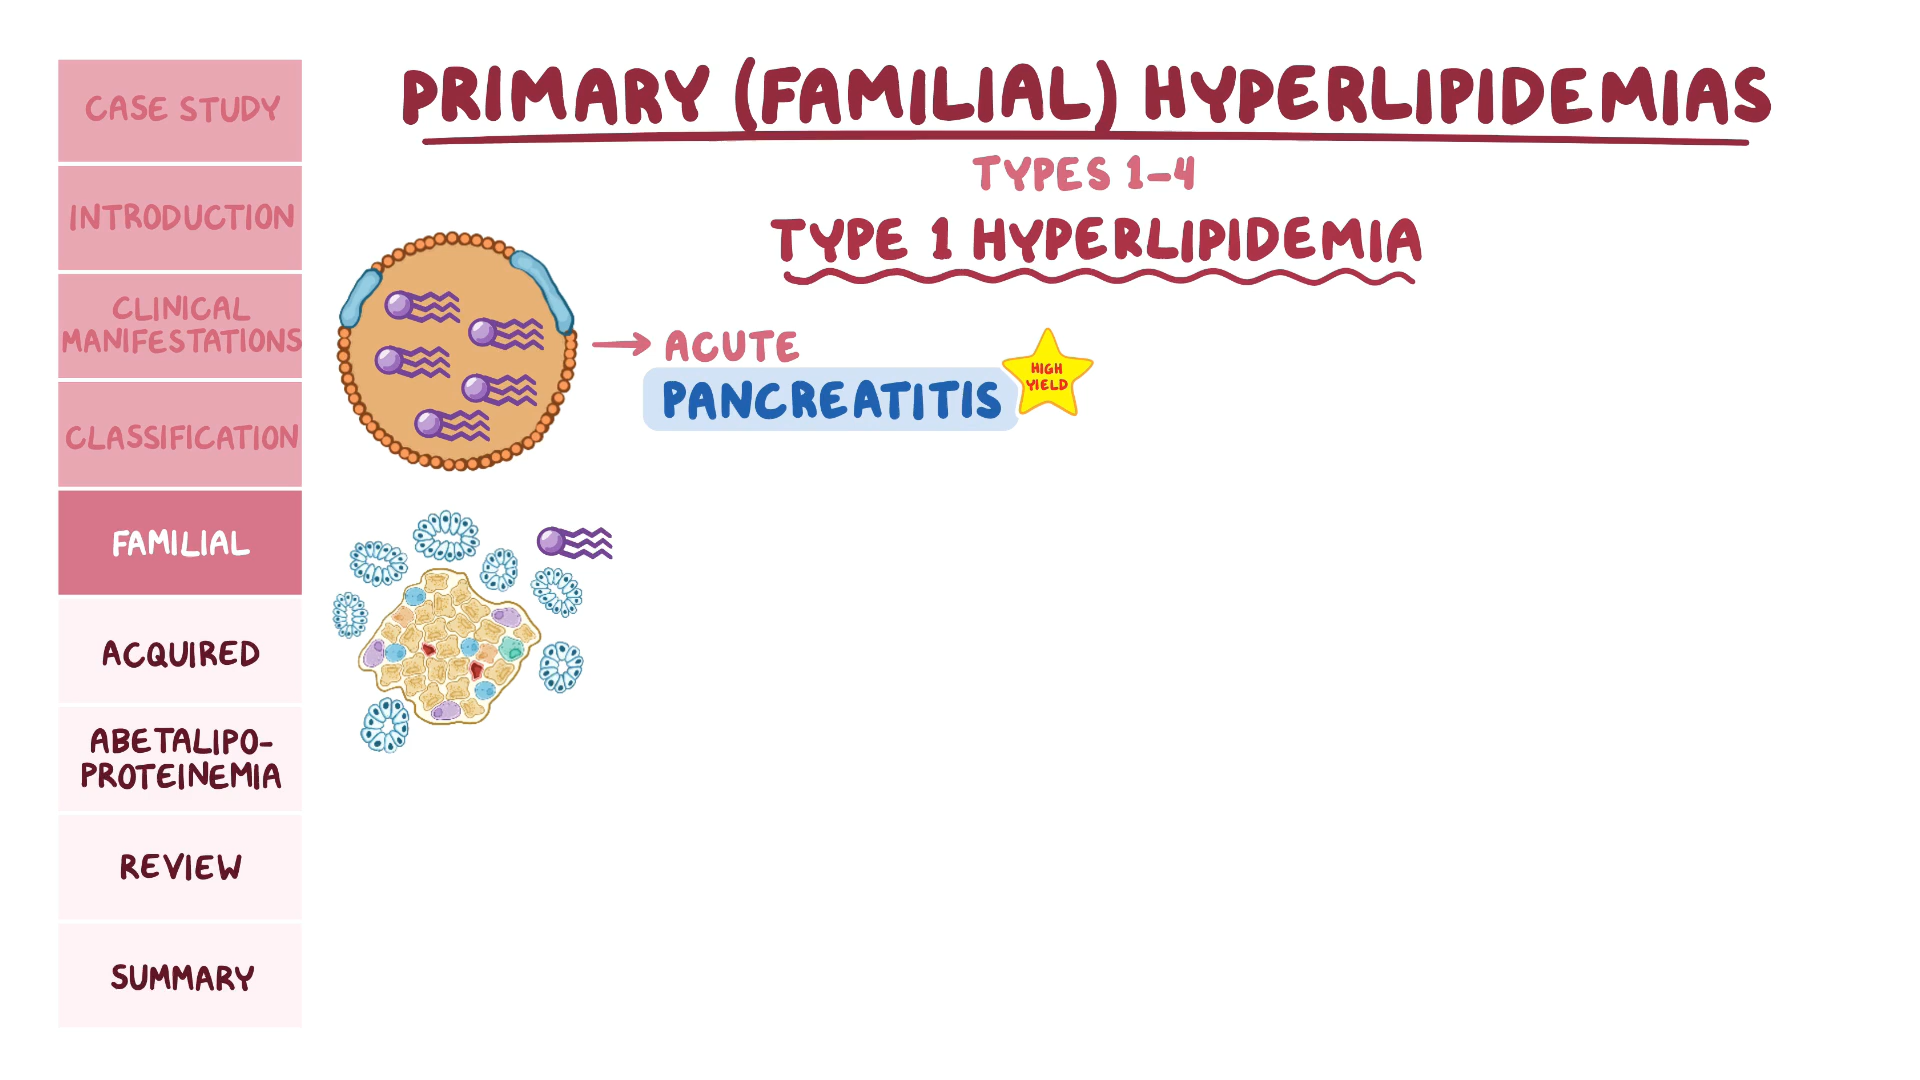 CASE STUDY
INTRODUCTION
CLINICAL
MANIFESTATIONS
CLASSIFICATION
FAMILIAL
ACQUIRED
ABETALIPO-
PROTEINEMIA
REVIEW
SUMMARY
PRIMARY (FAMILIAL) HYPERLIPIDEMIAS
TYPES 1-4
TYPE 1 HYPERLIPIDEMIA
ACUTE
PANCREATITIS
HIGH
YIELD